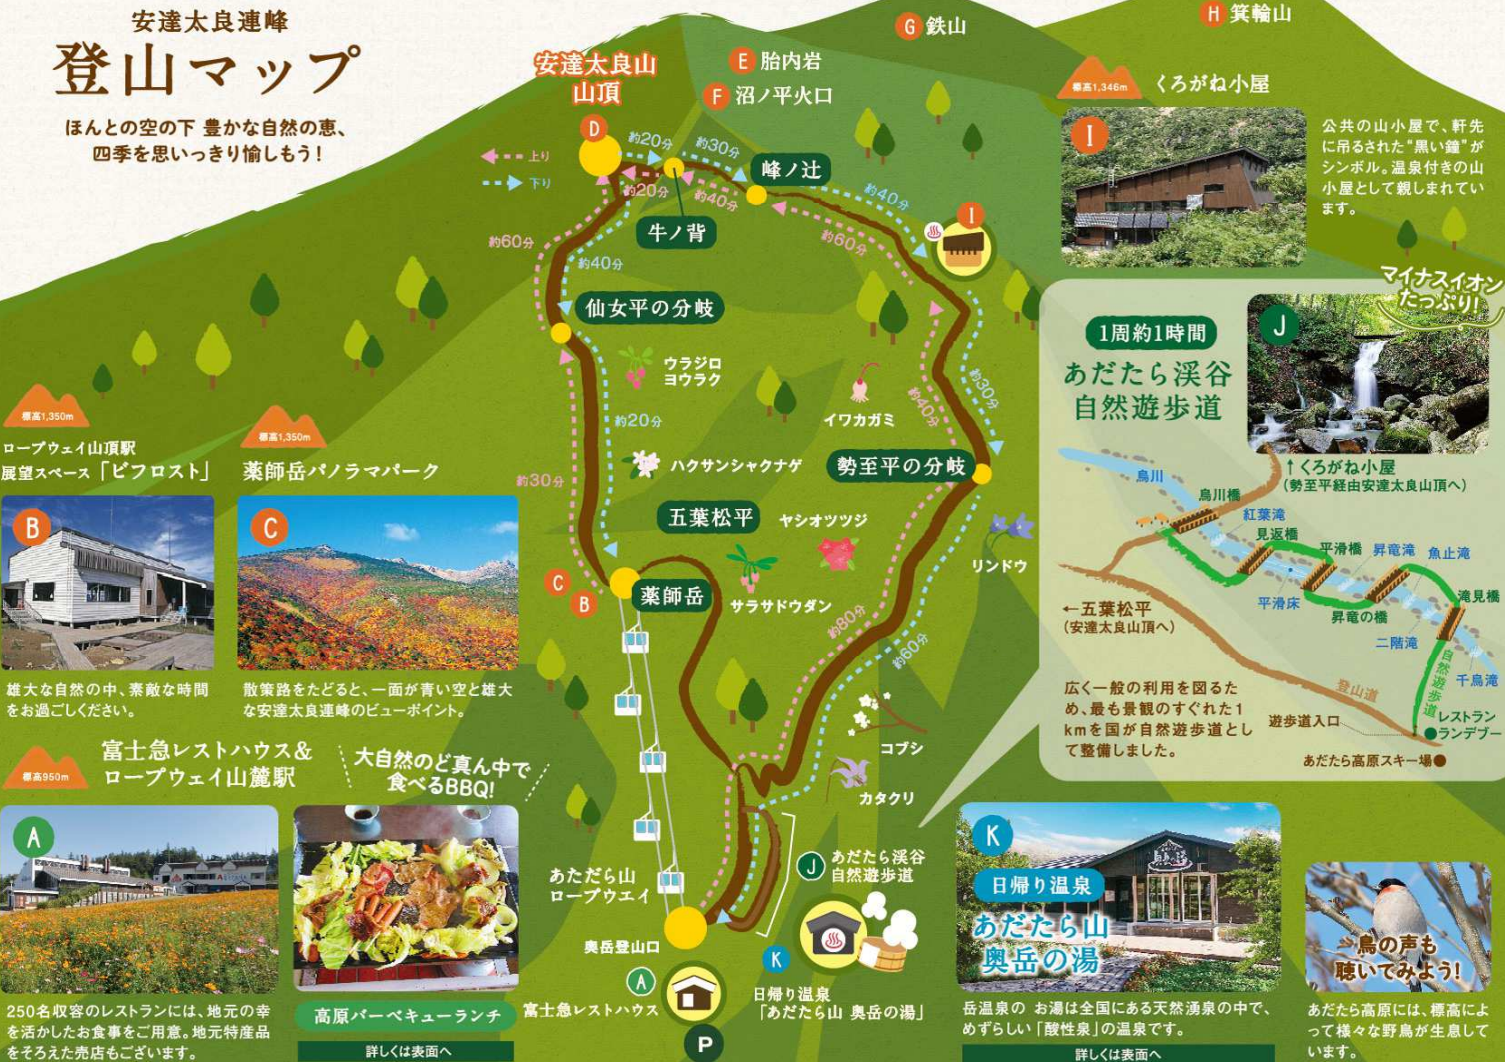 安達太良連峰
登山マップ
ほんとの空の下 豊かな自然の恵、
四季を思いっきり愉しもう！
安達太良山
山頂
D
E 胎内岩
F 沼ノ平火口
G 鉄山
H 箕輪山
上り
下り
約20分
約30分
峰ノ辻
約20分
約40分
約40分
牛ノ背
約60分
約60分
I
約40分
仙女平の分岐
ウラジロ
ヨウラク
イワカガミ
約40分
約30分
約20分
ハクサンシャクナゲ
勢至平の分岐
約30分
五葉松平
ヤシオツツジ
リンドウ
サラサドウダン
C
B
薬師岳
約80分
約60分
コブシ
カタクリ
あだたら山
ロープウエイ
奥岳登山口
J
あだたら渓谷
自然遊歩道
A
富士急レストハウス
P
K
日帰り温泉
「あだたら山 奥岳の湯」
標高1,346m
くろがね小屋
I
公共の山小屋で、軒先
に吊るされた“黒い鐘”が
シンボル。温泉付きの山
小屋として親しまれてい
ます。
マイナスイオン
たっぷり!
J
1周約1時間
あだたら渓谷
自然遊歩道
↑くろがね小屋
（勢至平経由安達太良山頂へ）
烏川
烏川橋
紅葉滝
見返橋
平滑橋
昇竜滝
魚止滝
平滑床
昇竜の橋
滝見橋
二階滝
千鳥滝
←五葉松平
（安達太良山頂へ）
登山道
自然遊歩道
遊歩道入口
レストラン
ランデブー
あだたら高原スキー場
広く一般の利用を図るた
め、最も景観のすぐれた1
kmを国が自然遊歩道とし
て整備しました。
標高1,350m
ロープウェイ山頂駅
展望スペース「ビフロスト」
B
雄大な自然の中、素敵な時間
をお過ごしください。
標高1,350m
薬師岳パノラマパーク
C
散策路をたどると、一面が青い空と雄大
な安達太良連峰のビューポイント。
標高950m
富士急レストハウス＆
ロープウェイ山麓駅
A
250名収容のレストランには、地元の幸
を活かしたお食事をご用意。地元特産品
をそろえた売店もございます。
大自然のど真ん中で
食べるBBQ!
高原バーベキューランチ
詳しくは表面へ
K
日帰り温泉
あだたら山
奥岳の湯
岳温泉の お湯は全国にある天然湧泉の中で、
めずらしい「酸性泉」の温泉です。
詳しくは表面へ
鳥の声も
聴いてみよう!
あだたら高原には、標高によ
って様々な野鳥が生息して
います。